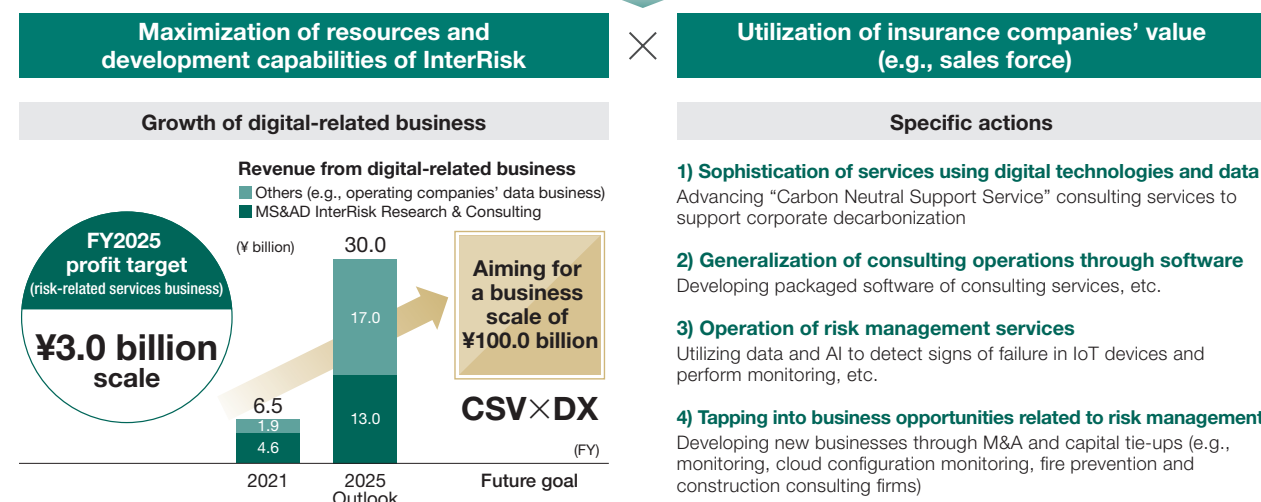 Maximization of resources and
development capabilities of InterRisk
×
Utilization of insurance companies’ value
(e.g., sales force)
Growth of digital-related business
Revenue from digital-related business
Others (e.g., operating companies’ data business)
MS&AD InterRisk Research & Consulting
FY2025
profit target
(risk-related services business)
¥3.0 billion
scale
(¥ billion)
30.0
17.0
13.0
6.5
1.9
4.6
2021
2025
Outlook
Aiming for
a business
scale of
¥100.0 billion
CSV×DX
(FY)
Future goal
Specific actions
1) Sophistication of services using digital technologies and data
Advancing “Carbon Neutral Support Service” consulting services to
support corporate decarbonization
2) Generalization of consulting operations through software
Developing packaged software of consulting services, etc.
3) Operation of risk management services
Utilizing data and AI to detect signs of failure in IoT devices and
perform monitoring, etc.
4) Tapping into business opportunities related to risk management
Developing new businesses through M&A and capital tie-ups (e.g.,
monitoring, cloud configuration monitoring, fire prevention and
construction consulting firms)